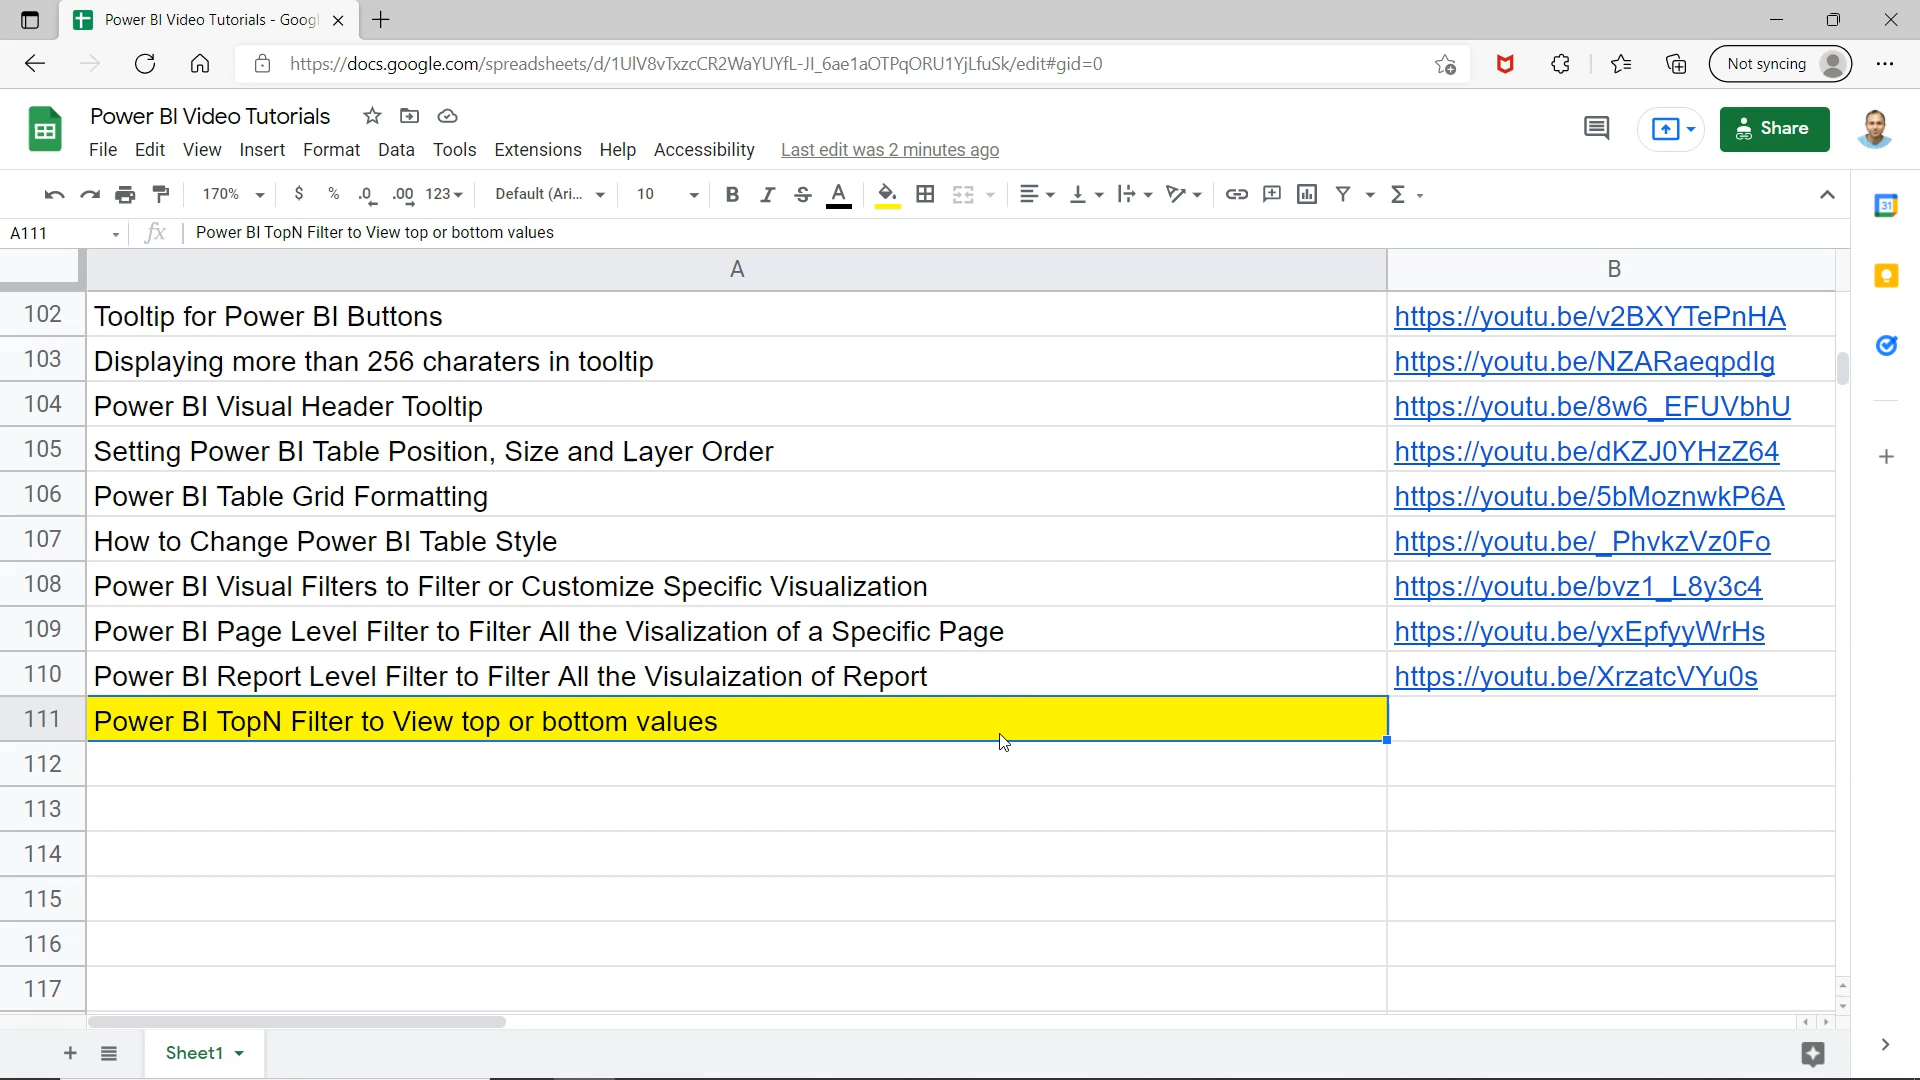 Power BI Video Tutorials - Googl
https://docs.google.com/spreadsheets/d/1UlV8vTxzcCR2WaYUYfL-JI_6ae1aOTPqORU1YjLfuSk/edit#gid=0
Not syncing
Power BI Video Tutorials
File Edit View Insert Format Data Tools Extensions Help Accessibility Last edit was 2 minutes ago
Share
170% $ % .0 .00 123 Default (Ari... 10 B I S A
31
A111 fx Power BI TopN Filter to View top or bottom values
A B
102 Tooltip for Power BI Buttons https://youtu.be/v2BXYTePnHA
103 Displaying more than 256 charaters in tooltip https://youtu.be/NZARaeqpdlg
104 Power BI Visual Header Tooltip https://youtu.be/8w6_EFUVbhU
105 Setting Power BI Table Position, Size and Layer Order https://youtu.be/dKZJ0YHzZ64
106 Power BI Table Grid Formatting https://youtu.be/5bMoznwkP6A
107 How to Change Power BI Table Style https://youtu.be/_PhvkzVz0Fo
108 Power BI Visual Filters to Filter or Customize Specific Visualization https://youtu.be/bvz1_L8y3c4
109 Power BI Page Level Filter to Filter All the Visalization of a Specific Page https://youtu.be/yxEpfyyWrHs
110 Power BI Report Level Filter to Filter All the Visulaization of Report https://youtu.be/XrzatcVYu0s
111 Power BI TopN Filter to View top or bottom values
112
113
114
115
116
117
Sheet1